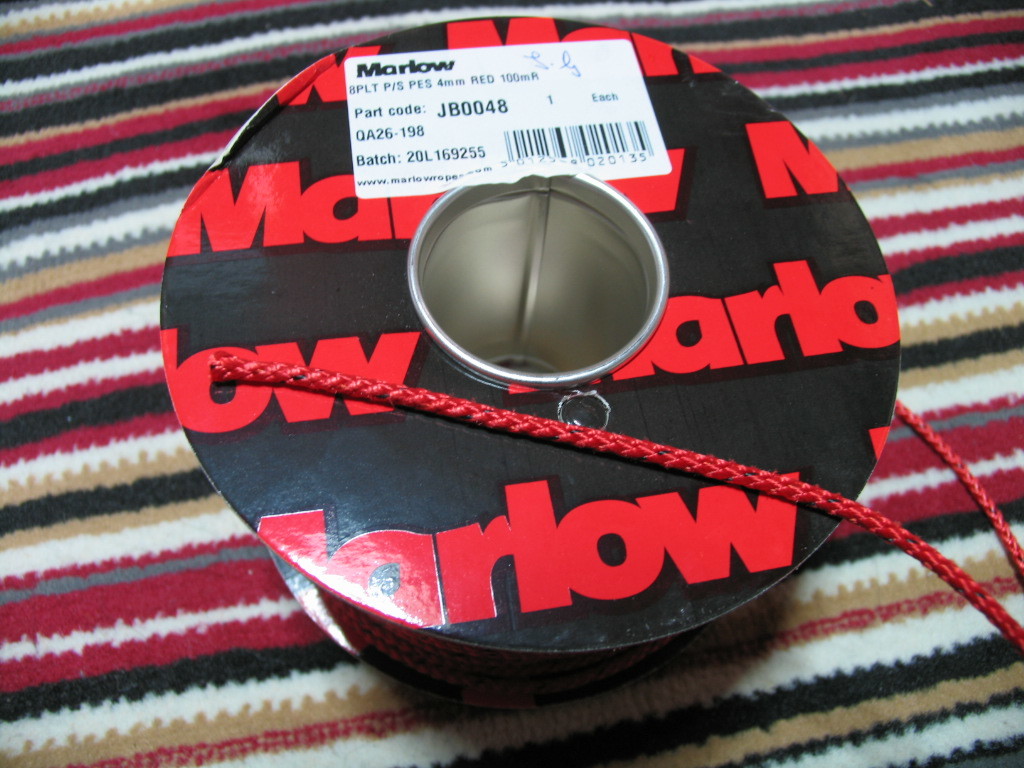 Marlow
8PLT P/S PES 4mm RED 100mR
Part code: JB0048 1 Each
QA26-198
Batch: 20L169255
www.marlowropes.com
Marlow
Marlow
low
Marlow